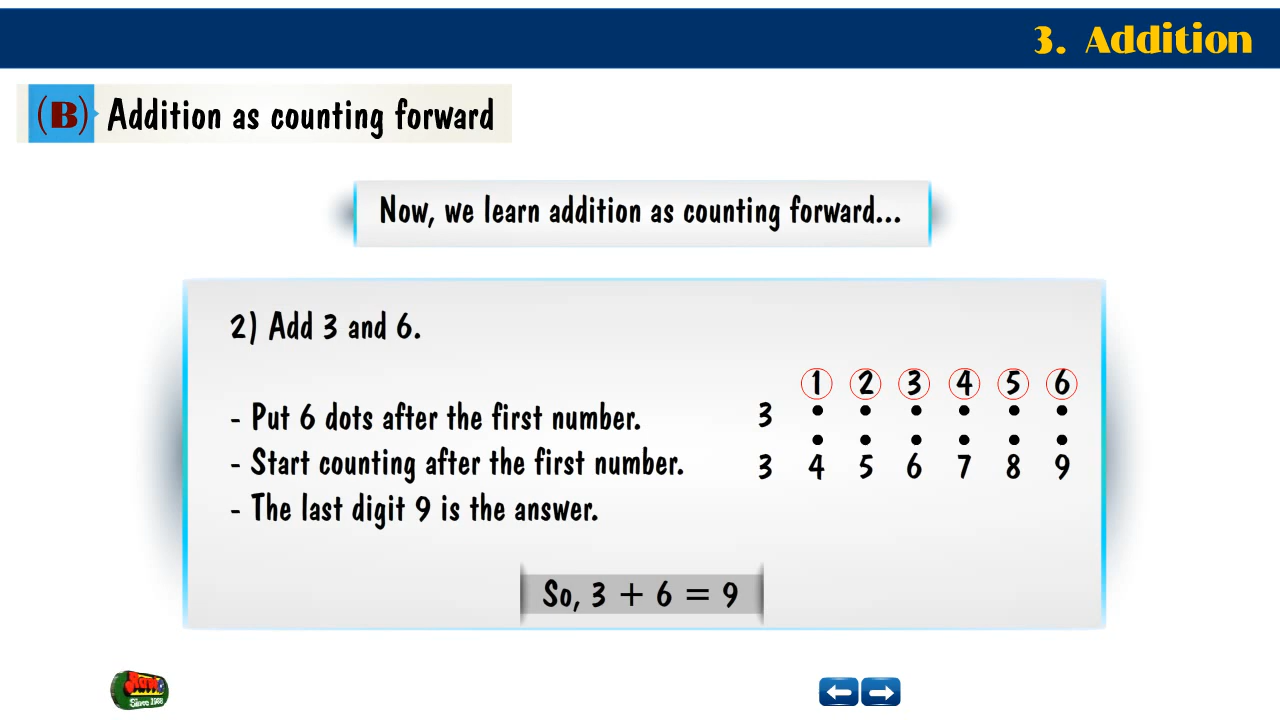 3. Addition
(B) Addition as counting forward
Now, we learn addition as counting forward...
2) Add 3 and 6.
1 2 3 4 5 6
- Put 6 dots after the first number. 3 • • • • • •
- Start counting after the first number. 3 4 5 6 7 8 9
- The last digit 9 is the answer.
So, 3 + 6 = 9
Since 1988